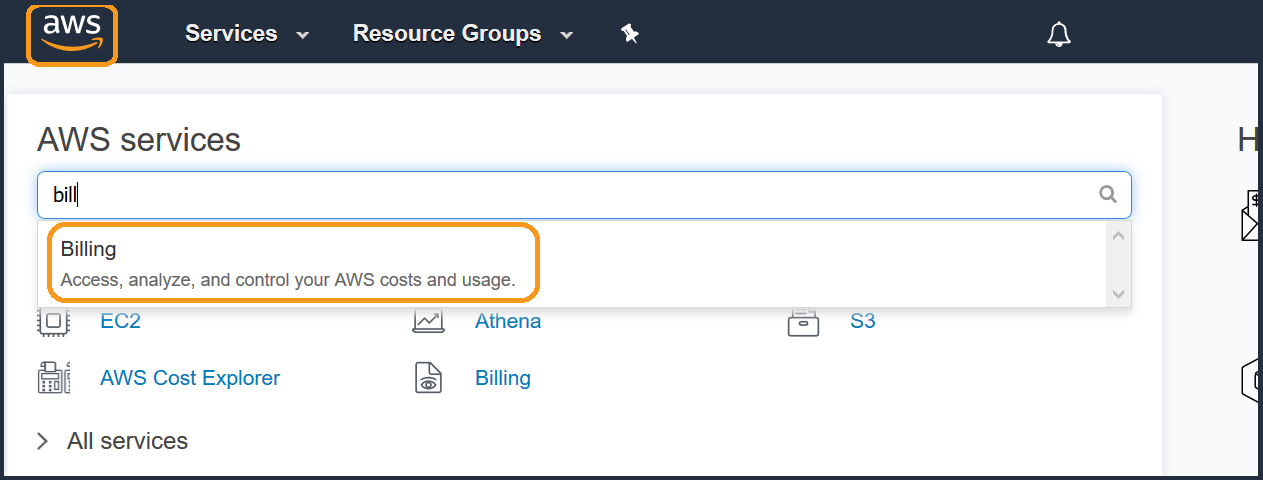 aws
Services
Resource Groups
AWS services
H
bill
$
Billing
Access, analyze, and control your AWS costs and usage.
EC2
Athena
S3
AWS Cost Explorer
Billing
All services